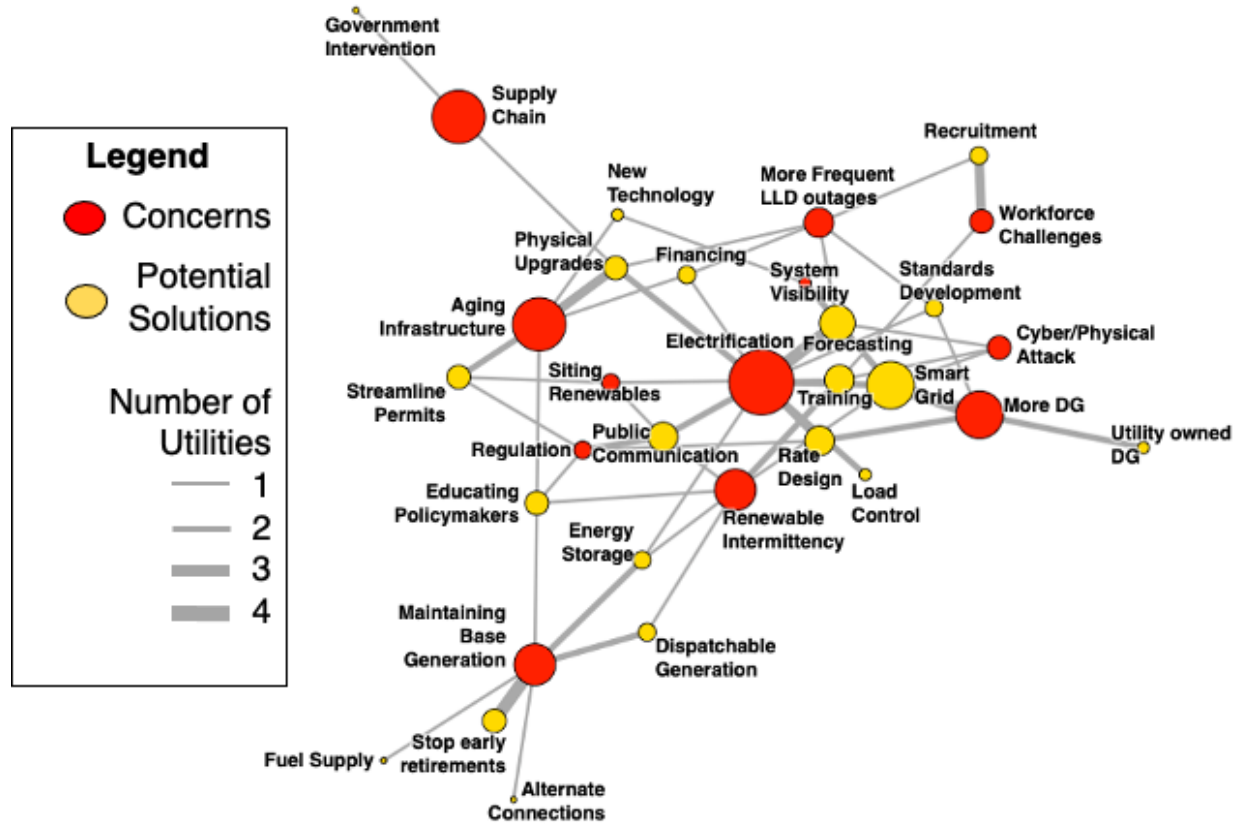 Government
Intervention
Supply
Chain
Legend
Concerns
Potential
Solutions
Number of
Utilities
1
2
3
4
Recruitment
New
Technology
More Frequent
LLD outages
Workforce
Challenges
Physical
Upgrades
Financing
System
Visibility
Standards
Development
Aging
Infrastructure
Electrification
Forecasting
Cyber/Physical
Attack
Streamline
Permits
Siting
Renewables
Training
Smart
Grid
More DG
Regulation
Public
Communication
Rate
Design
Utility owned
DG
Load
Control
Educating
Policymakers
Renewable
Intermittency
Energy
Storage
Maintaining
Base
Generation
Dispatchable
Generation
Stop early
retirements
Fuel Supply
Alternate
Connections